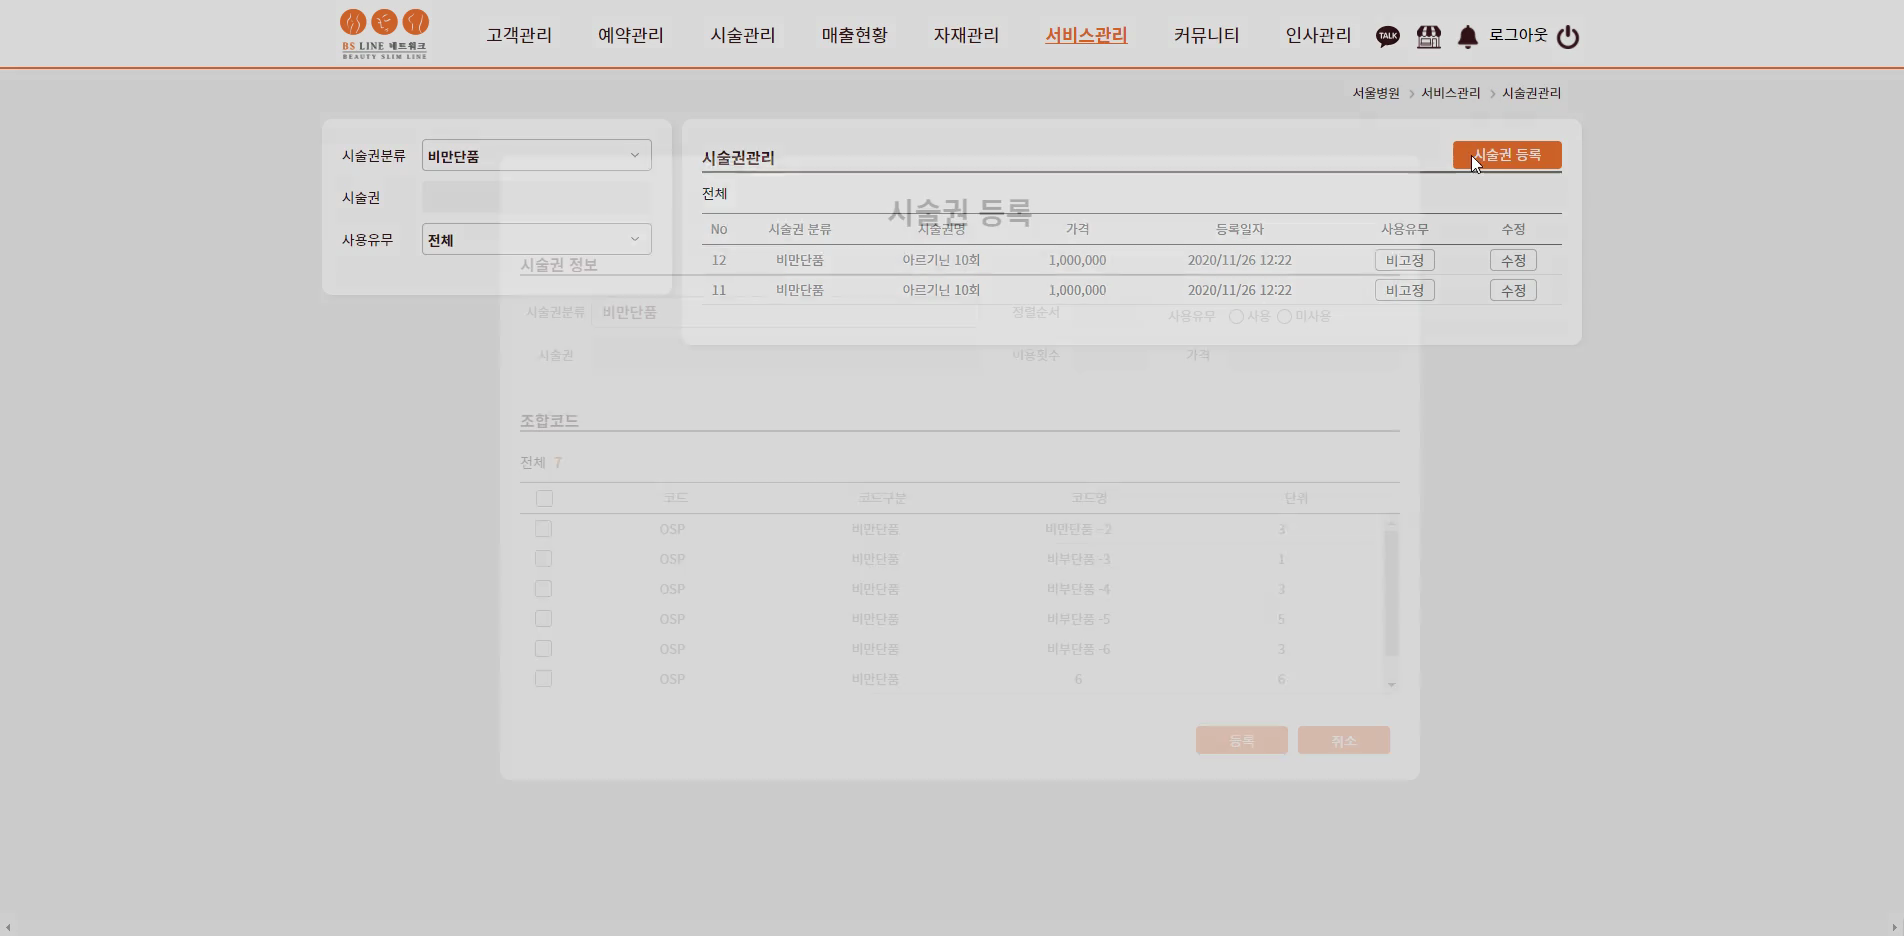 BS LINE 네트워크
BEAUTY SLIM LINE
고객관리 예약관리 시술관리 매출현황 자재관리 서비스관리 커뮤니티 인사관리 TALK 로그아웃
서울병원 > 서비스관리 > 시술권관리
시술권분류 비만단품
시술권
사용유무 전체
시술권관리 시술권 등록
전체
No 시술권 분류 시술권명 가격 등록일자 사용유무 수정
12 비만단품 아르기닌 10회 1,000,000 2020/11/26 12:22 비고정 수정
11 비만단품 아르기닌 10회 1,000,000 2020/11/26 12:22 비고정 수정
시술권 등록
시술권 정보
시술권분류 비만단품 정렬순서 사용유무 사용 미사용
시술권 이용횟수 가격
조합코드
전체 7
코드 코드구분 코드명 단위
OSP 비만단품 비만단품 -2 3
OSP 비만단품 비부단품 -3 1
OSP 비만단품 비부단품 -4 3
OSP 비만단품 비부단품 -5 5
OSP 비만단품 비부단품 -6 3
OSP 비만단품 6 6
등록 취소